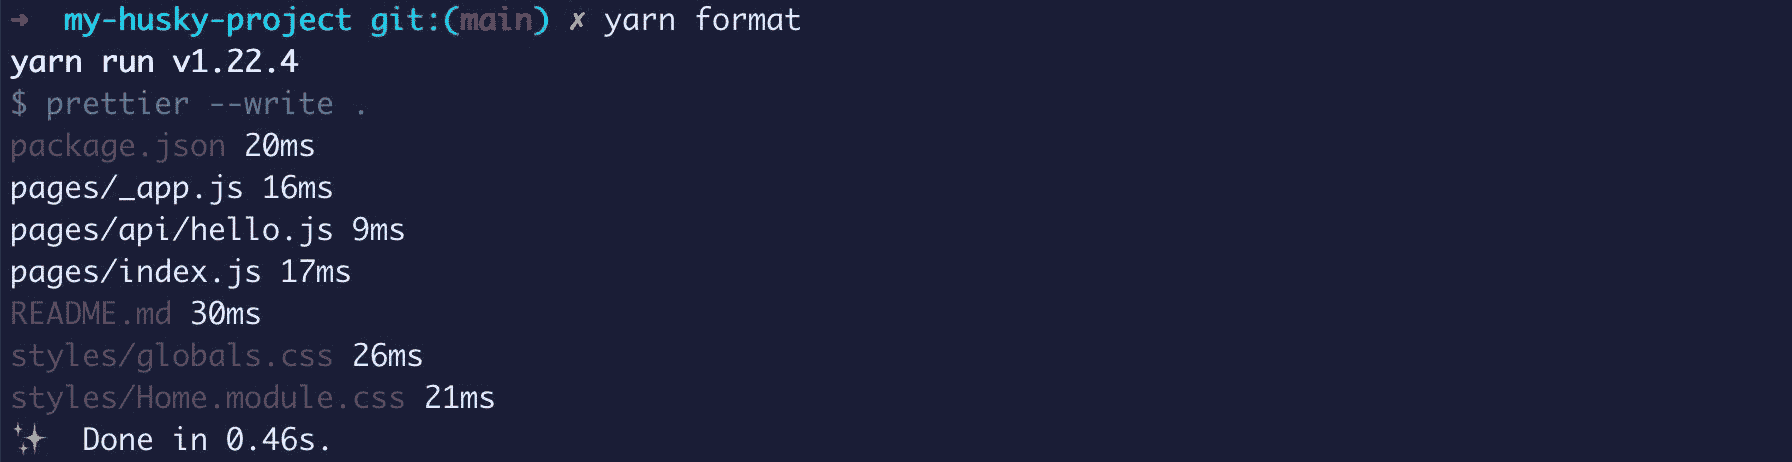 ➜  my-husky-project git:(main) ✗ yarn format
yarn run v1.22.4
$ prettier --write .
package.json 20ms
pages/_app.js 16ms
pages/api/hello.js 9ms
pages/index.js 17ms
README.md 30ms
styles/globals.css 26ms
styles/Home.module.css 21ms
✨  Done in 0.46s.